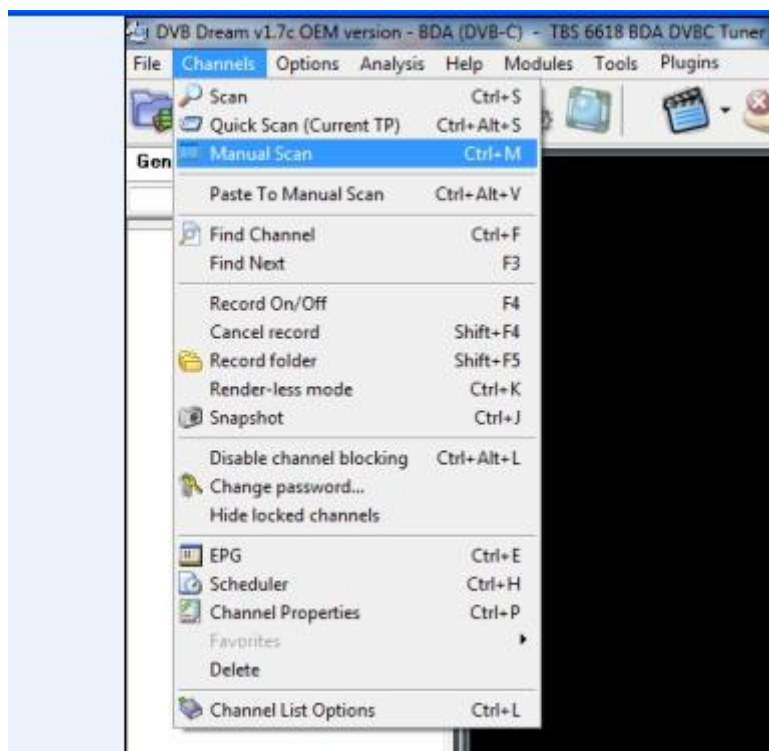 DVB Dream v1.7c OEM version - BDA (DVB-C) - TBS 6618 BDA DVBC Tuner
File Channels Options Analysis Help Modules Tools Plugins
Gen
Scan Ctrl+S
Quick Scan (Current TP) Ctrl+Alt+S
Manual Scan Ctrl+M
Paste To Manual Scan Ctrl+Alt+V
Find Channel Ctrl+F
Find Next F3
Record On/Off F4
Cancel record Shift+F4
Record folder Shift+F5
Render-less mode Ctrl+K
Snapshot Ctrl+J
Disable channel blocking Ctrl+Alt+L
Change password...
Hide locked channels
EPG Ctrl+E
Scheduler Ctrl+H
Channel Properties Ctrl+P
Favorites
Delete
Channel List Options Ctrl+L